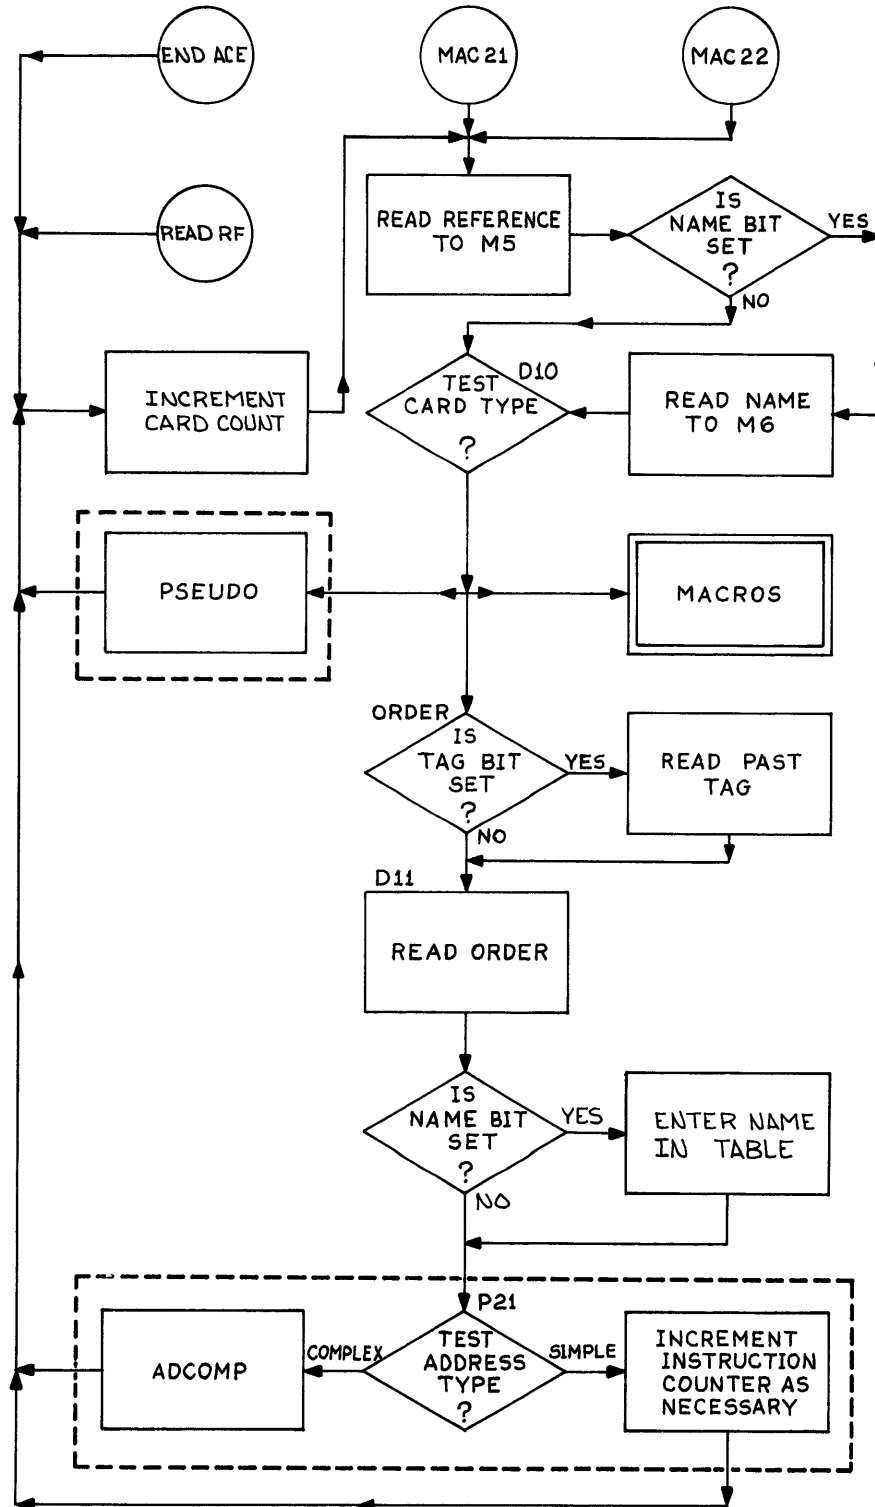 END ACE
MAC 21
MAC 22
READ REFERENCE
TO M5
IS
NAME BIT
SET
?
YES
NO
READ RF
INCREMENT
CARD COUNT
TEST
CARD TYPE
?
D10
READ NAME
TO M6
PSEUDO
MACROS
ORDER
IS
TAG BIT
SET
?
YES
NO
READ PAST
TAG
D11
READ ORDER
IS
NAME BIT
SET
?
YES
NO
ENTER NAME
IN TABLE
P21
TEST
ADDRESS
TYPE
?
COMPLEX
SIMPLE
ADCOMP
INCREMENT
INSTRUCTION
COUNTER AS
NECESSARY